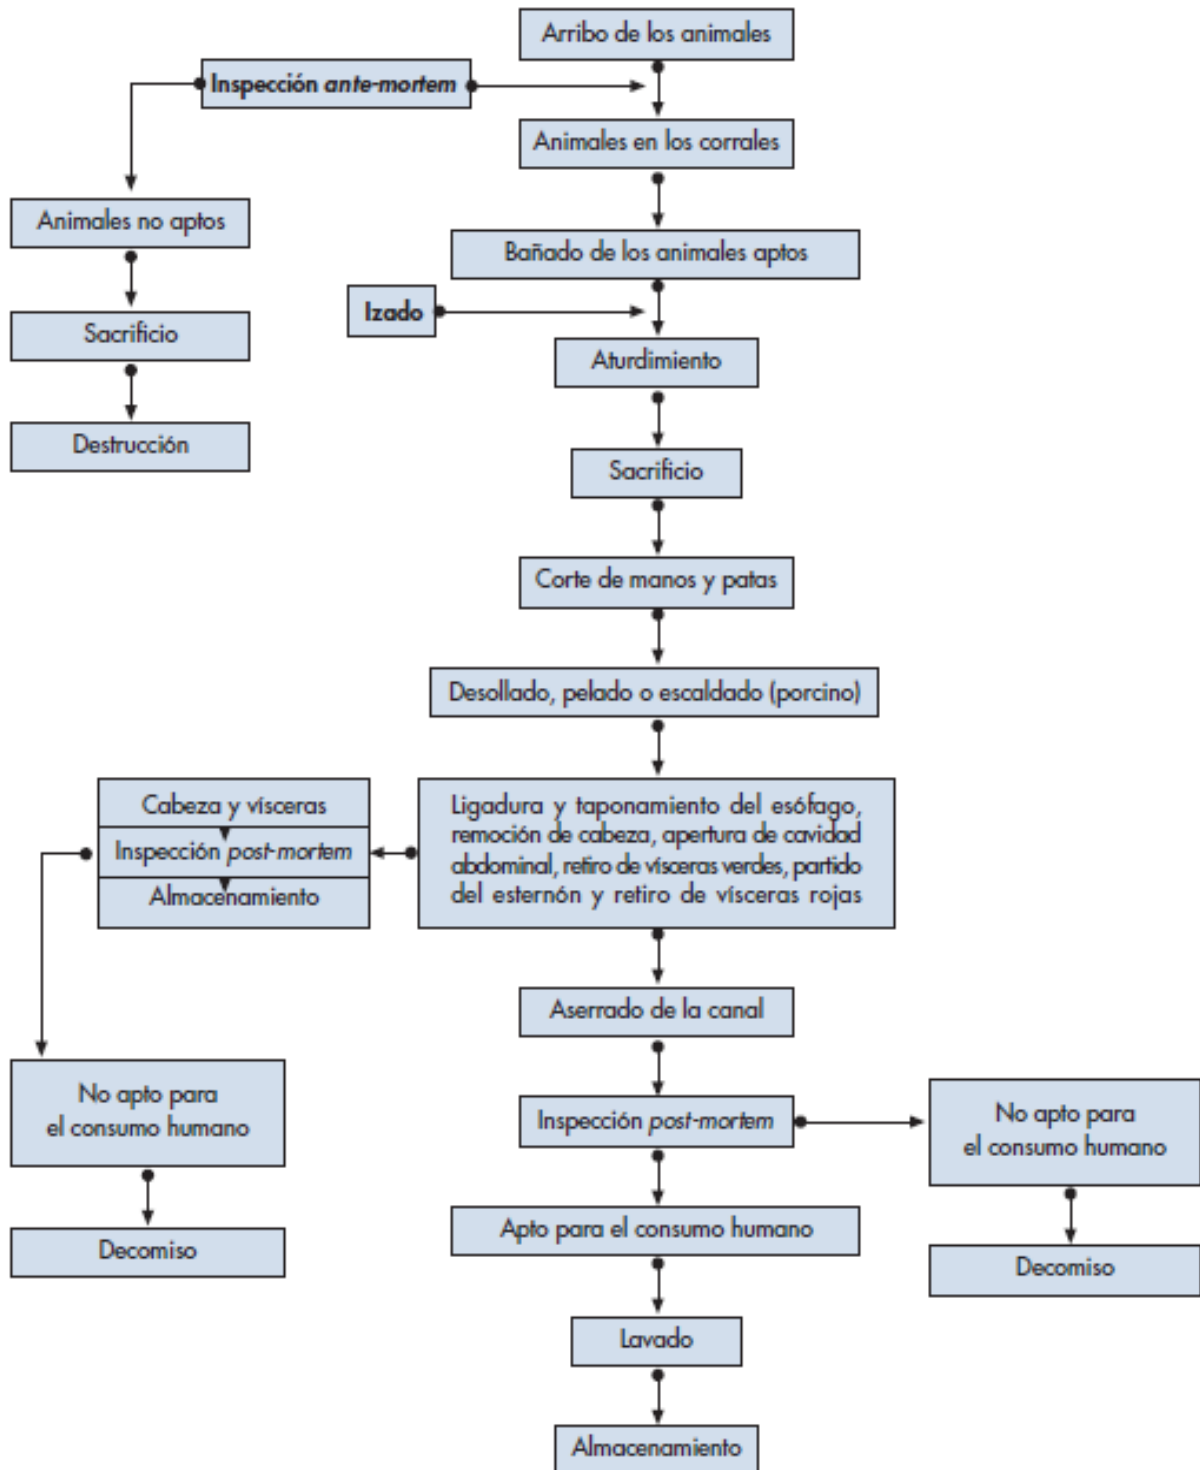 Arribo de los animales
Inspección ante-mortem
Animales en los corrales
Animales no aptos
Bañado de los animales aptos
Izado
Sacrificio
Aturdimiento
Destrucción
Sacrificio
Corte de manos y patas
Desollado, pelado o escaldado (porcino)
Cabeza y vísceras
Inspección post-mortem
Almacenamiento
Ligadura y taponamiento del esófago,
remoción de cabeza, apertura de cavidad
abdominal, retiro de vísceras verdes, partido
del esternón y retiro de vísceras rojas
Aserrado de la canal
No apto para
el consumo humano
Inspección post-mortem
No apto para
el consumo humano
Apto para el consumo humano
Decomiso
Decomiso
Lavado
Almacenamiento